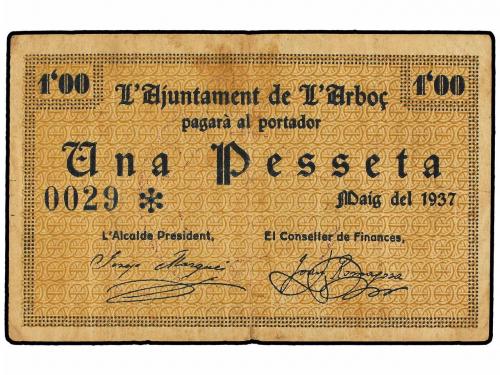 1'00 1'00
L'Ajuntament de L'Arboç
pagarà al portador
Una Pesseta
0029 * Maig del 1937
L'Alcalde President, El Conseller de Finances,
Josep